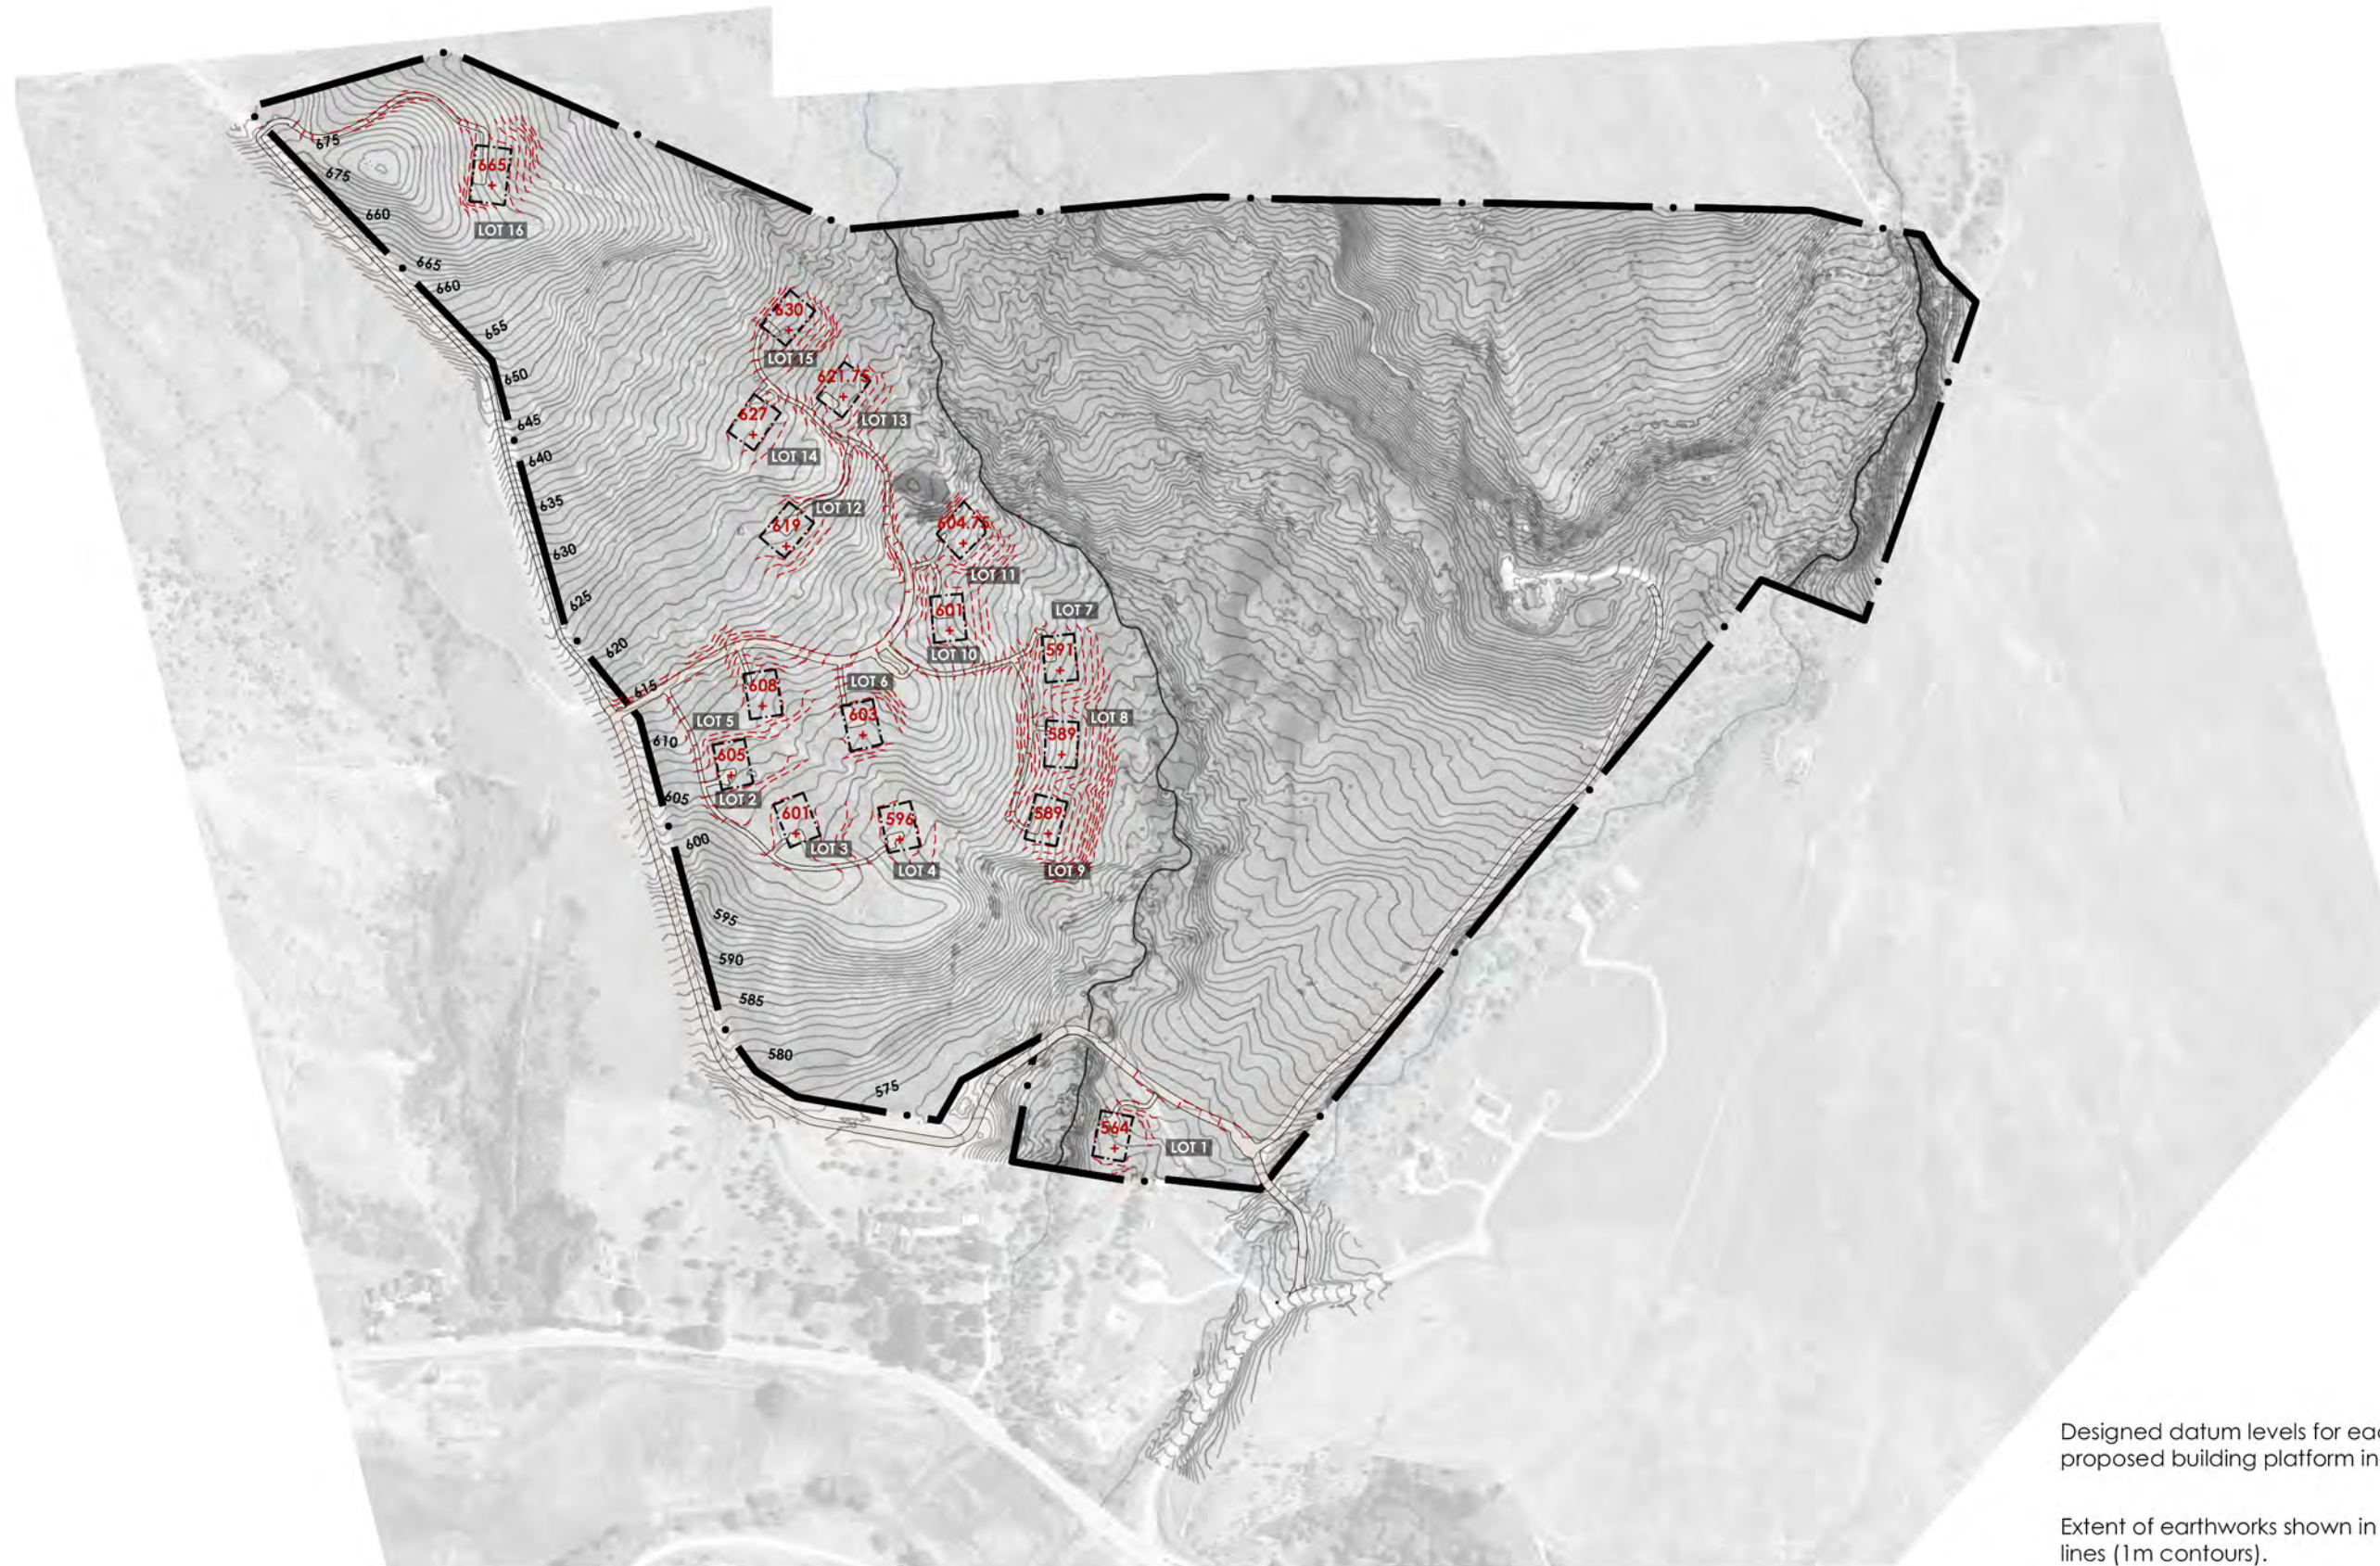 675
665
675
660
LOT 16
665
660
630
655
LOT 15
650
621.75
627
645
LOT 13
640
LOT 14
635
LOT 12
619
604.75
630
LOT 11
625
601
LOT 7
620
LOT 10
591
615
608
LOT 6
LOT 5
603
LOT 8
589
610
605
605
LOT 2
601
596
589
600
LOT 3
LOT 4
LOT 9
595
590
585
580
575
564
LOT 1
Designed datum levels for
proposed building platform in
Extent of earthworks shown in
lines (1m contours).